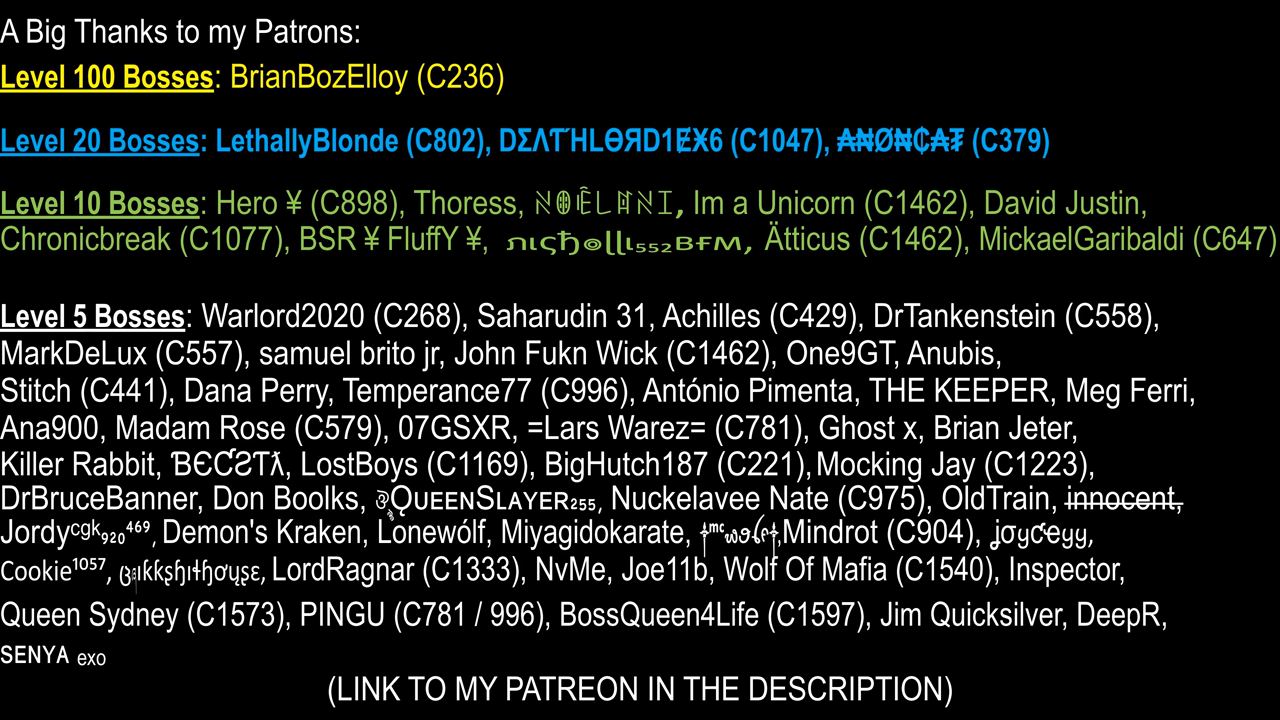 A Big Thanks to my Patrons:
Level 100 Bosses: BrianBozElloy (C236)
Level 20 Bosses: LethallyBlonde (C802), DΣΛƬΉLӨЯD1ɆӾ6 (C1047), ₳₦Ø₦₵₳₮ (C379)
Level 10 Bosses: Hero ¥ (C898), Thoress, Im a Unicorn (C1462), David Justin,
Chronicbreak (C1077), BSR ¥ FluffY ¥, Ätticus (C1462), MickaelGaribaldi (C647)
Level 5 Bosses: Warlord2020 (C268), Saharudin 31, Achilles (C429), DrTankenstein (C558),
MarkDeLux (C557), samuel brito jr, John Fukn Wick (C1462), One9GT, Anubis,
Stitch (C441), Dana Perry, Temperance77 (C996), António Pimenta, THE KEEPER, Meg Ferri,
Ana900, Madam Rose (C579), 07GSXR, =Lars Warez= (C781), Ghost x, Brian Jeter,
Killer Rabbit, ƁЄƇƧƬƛ, LostBoys (C1169), BigHutch187 (C221), Mocking Jay (C1223),
DrBruceBanner, Don Boolks, QᴜᴇᴇɴSʟᴀʏᴇʀ₂₅₅, Nuckelavee Nate (C975), OldTrain, i̶n̶n̶o̶c̶e̶n̶t̶,
Jordyᶜᵍᵏ₉₂₀⁴⁶⁹, Demon's Kraken, Lonewólf, Miyagidokarate, Mindrot (C904), ʝσყƈҽყყ,
Cookie¹⁰⁵⁷, LordRagnar (C1333), NvMe, Joe11b, Wolf Of Mafia (C1540), Inspector,
Queen Sydney (C1573), PINGU (C781 / 996), BossQueen4Life (C1597), Jim Quicksilver, DeepR,
SENYA exo
(LINK TO MY PATREON IN THE DESCRIPTION)